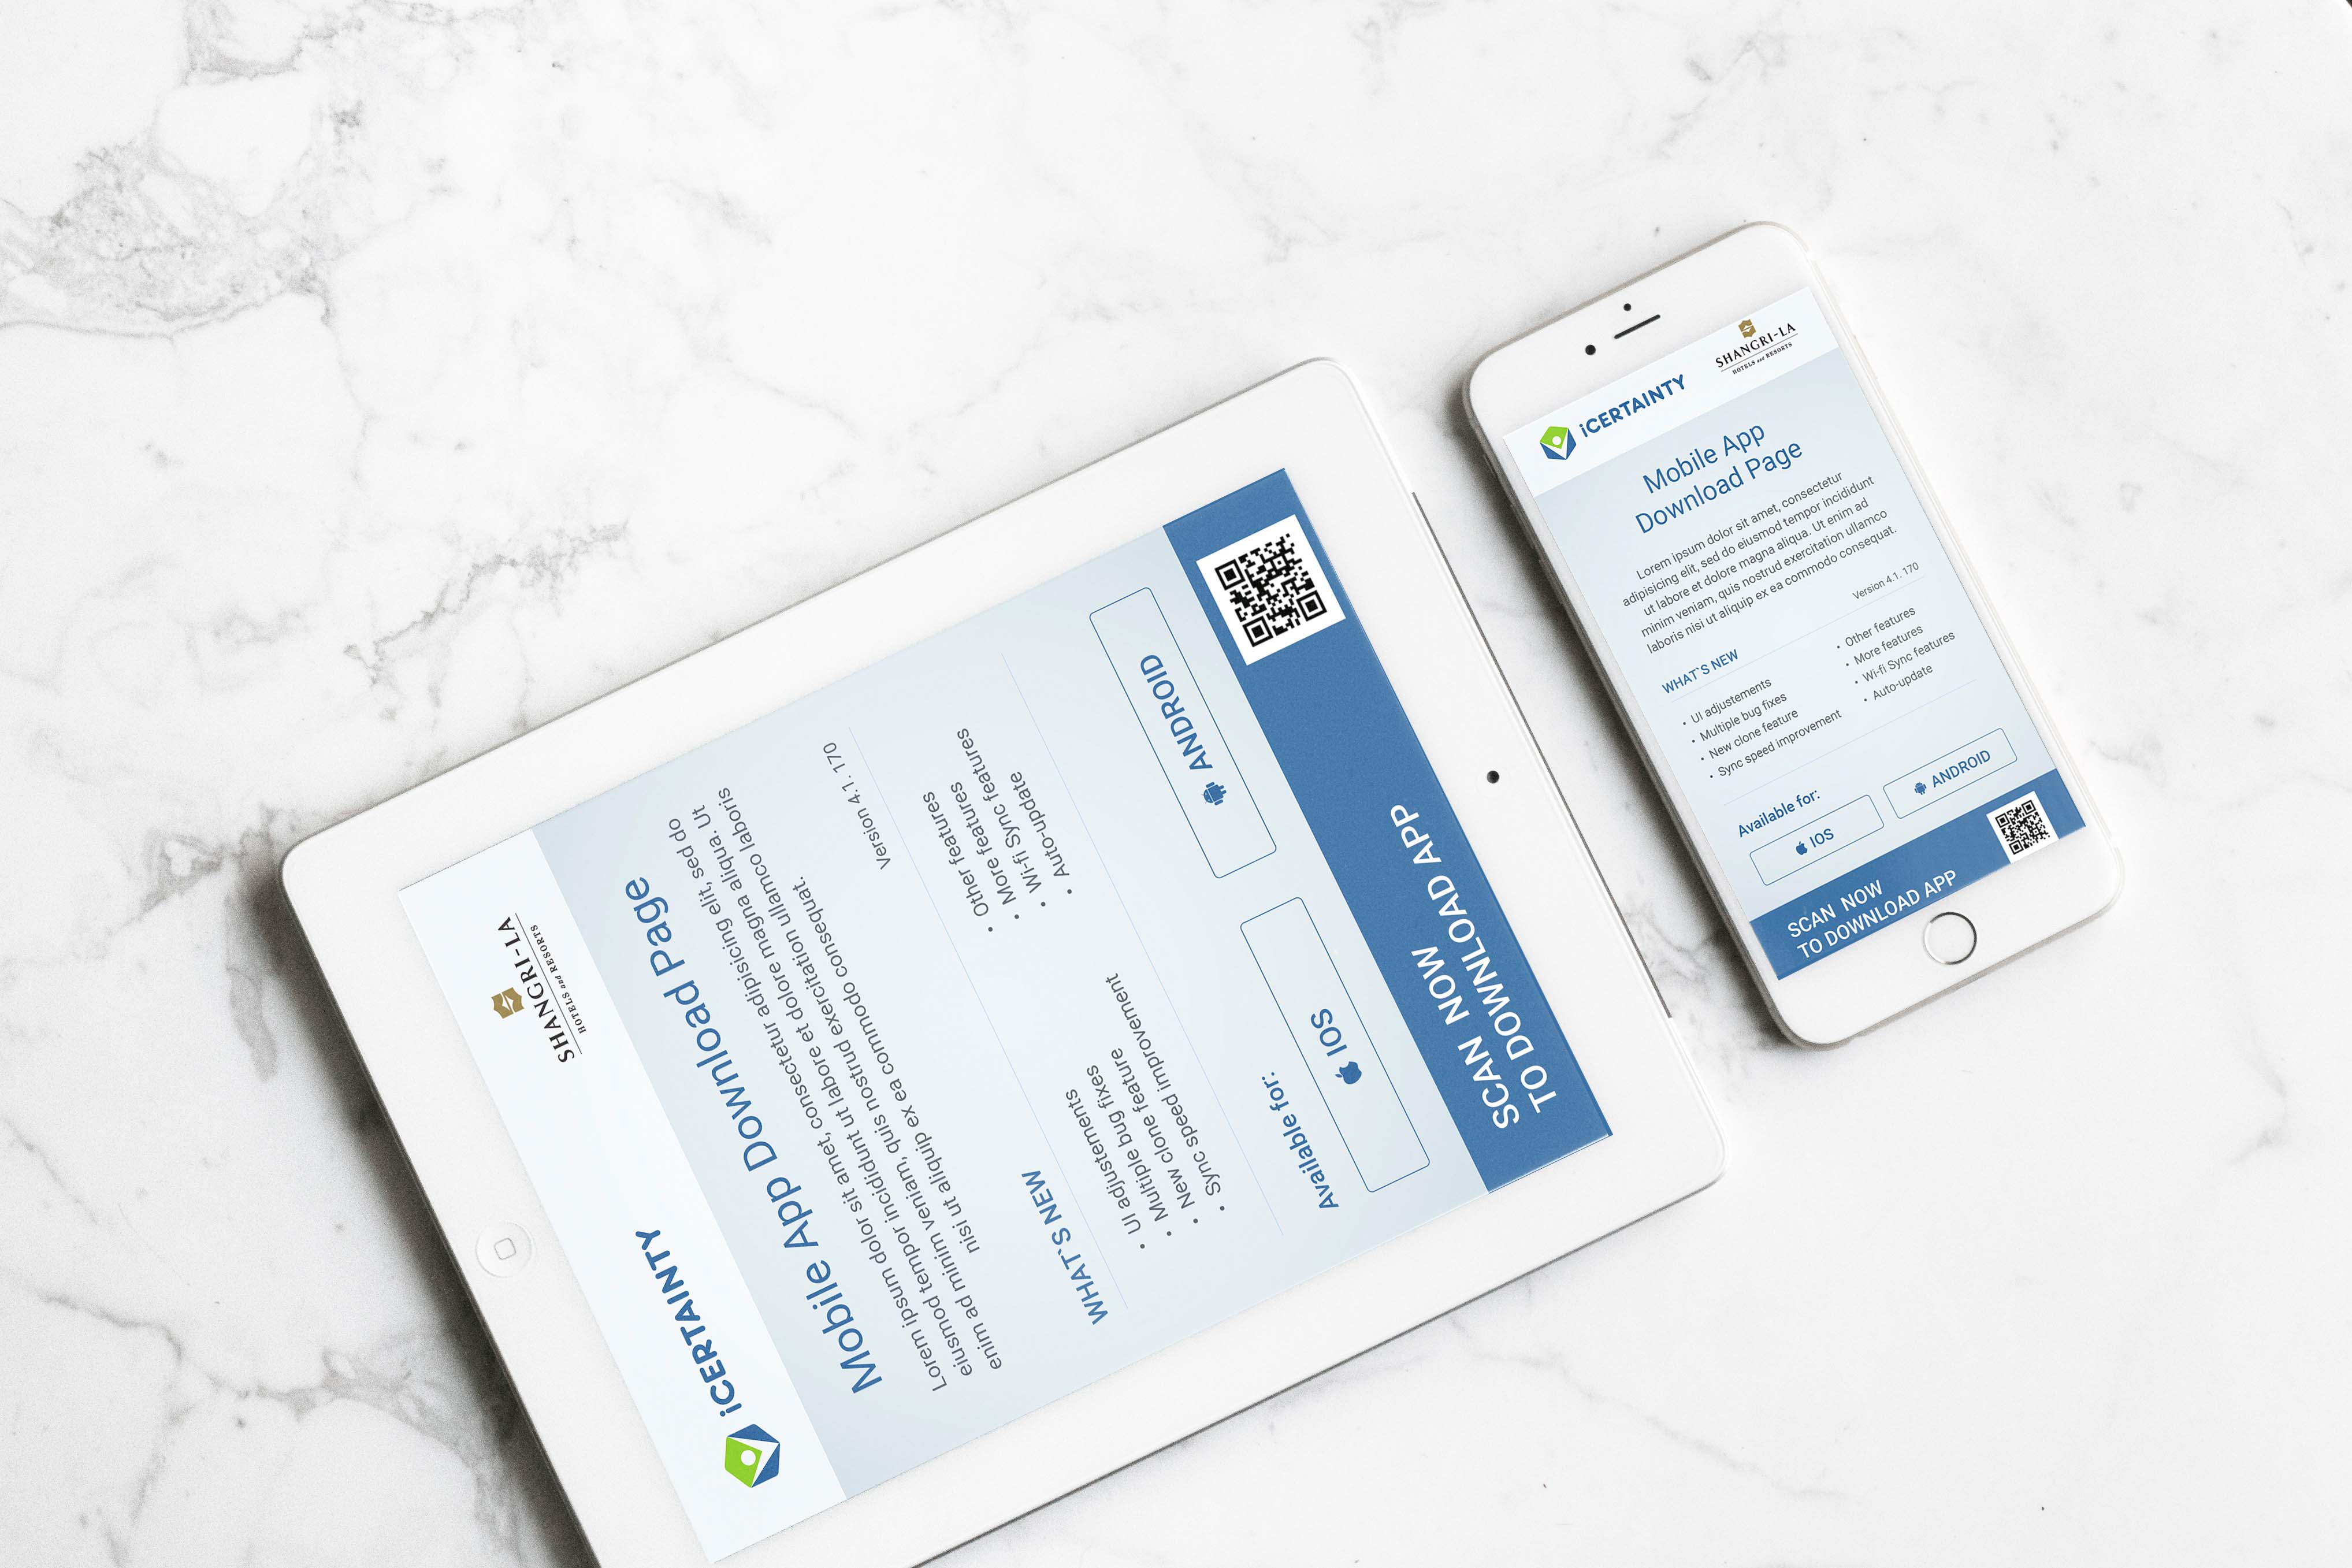 iCERTAINTY
SHANGRI-LA
HOTELS and RESORTS
Mobile App Download Page
Lorem ipsum dolor sit amet, consectetur adipisicing elit, sed do
eiusmod tempor incididunt ut labore et dolore magna aliqua. Ut
enim ad minim veniam, quis nostrud exercitation ullamco laboris
nisi ut aliquip ex ea commodo consequat.
Version 4.1. 170
WHAT`S NEW
• UI adjustements
• Multiple bug fixes
• New clone feature
• Sync speed improvement
• Other features
• More features
• Wi-fi Sync features
• Auto-update
Available for:
IOS
ANDROID
SCAN NOW
TO DOWNLOAD APP
iCERTAINTY
SHANGRI-LA
HOTELS and RESORTS
Mobile App
Download Page
Lorem ipsum dolor sit amet, consectetur
adipisicing elit, sed do eiusmod tempor incididunt
ut labore et dolore magna aliqua. Ut enim ad
minim veniam, quis nostrud exercitation ullamco
laboris nisi ut aliquip ex ea commodo consequat.
Version 4.1. 170
WHAT`S NEW
• UI adjustements
• Multiple bug fixes
• New clone feature
• Sync speed improvement
• Other features
• More features
• Wi-fi Sync features
• Auto-update
Available for:
IOS
ANDROID
SCAN NOW
TO DOWNLOAD APP